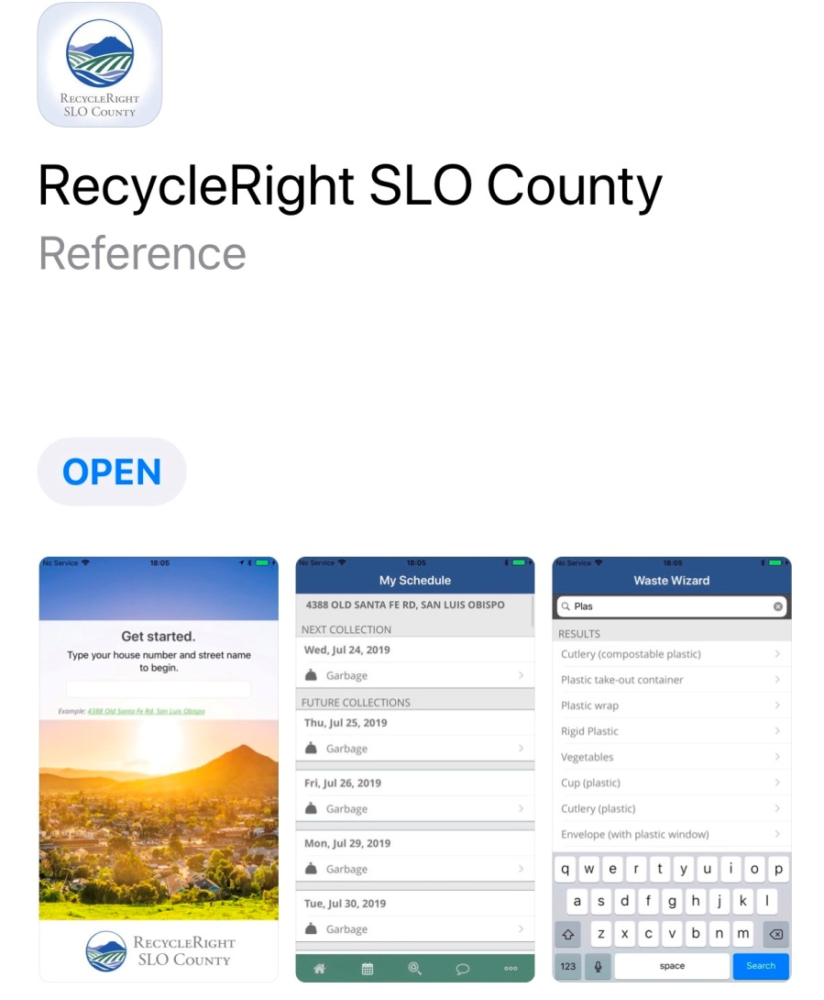 RECYCLERIGHT
SLO COUNTY
RecycleRight SLO County
Reference
OPEN
No Service 18:05
Get started.
Type your house number and street name
to begin.
Example: 4388 Old Santa Fe Rd, San Luis Obispo
RECYCLERIGHT
SLO COUNTY
No Service 18:05
My Schedule
4388 OLD SANTA FE RD, SAN LUIS OBISPO
NEXT COLLECTION
Wed, Jul 24, 2019
Garbage
FUTURE COLLECTIONS
Thu, Jul 25, 2019
Garbage
Fri, Jul 26, 2019
Garbage
Mon, Jul 29, 2019
Garbage
Tue, Jul 30, 2019
Garbage
No Service 18:05
Waste Wizard
Plas
RESULTS
Cutlery (compostable plastic)
Plastic take-out container
Plastic wrap
Rigid Plastic
Vegetables
Cup (plastic)
Cutlery (plastic)
Envelope (with plastic window)
q w e r t y u i o p
a s d f g h j k l
z x c v b n m
123 space Search